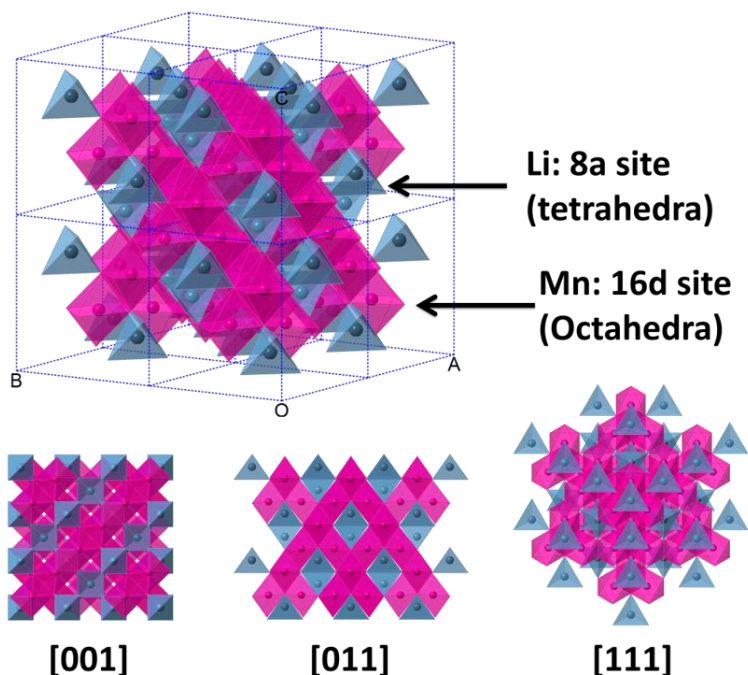 C
Li: 8a site
(tetrahedra)
Mn: 16d site
(Octahedra)
B
A
O
[001]
[011]
[111]